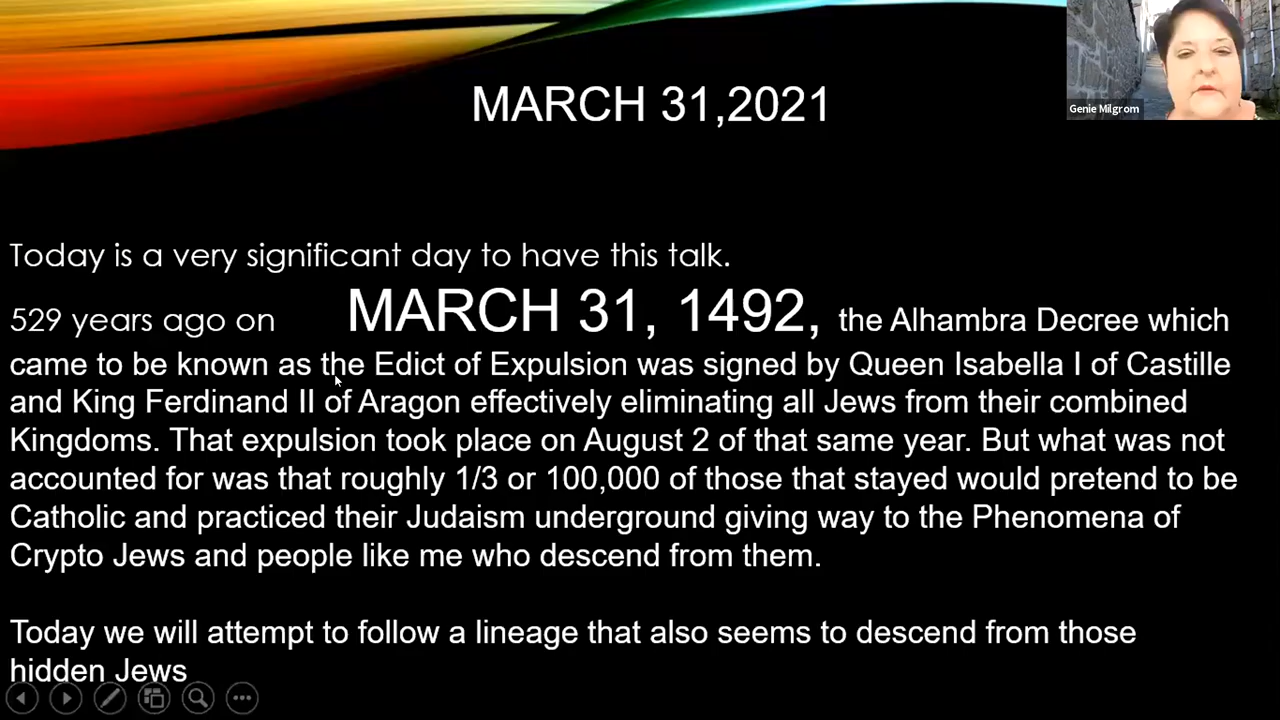 MARCH 31,2021
Genie Milgrom
Today is a very significant day to have this talk.
529 years ago on MARCH 31, 1492, the Alhambra Decree which
came to be known as the Edict of Expulsion was signed by Queen Isabella I of Castille
and King Ferdinand II of Aragon effectively eliminating all Jews from their combined
Kingdoms. That expulsion took place on August 2 of that same year. But what was not
accounted for was that roughly 1/3 or 100,000 of those that stayed would pretend to be
Catholic and practiced their Judaism underground giving way to the Phenomena of
Crypto Jews and people like me who descend from them.
Today we will attempt to follow a lineage that also seems to descend from those
hidden Jews